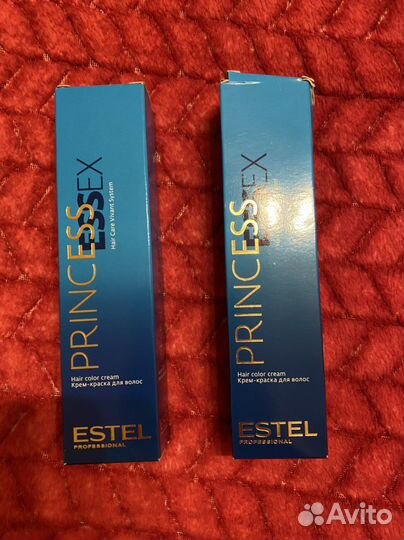 PRINCESS
ESSEX
Hair Care Vivant System
Hair color cream
Крем-краска для волос
ESTEL
PROFESSIONAL
PRINCESS
ESSEX
Hair color cream
Крем-краска для волос
ESTEL
PROFESSIONAL
Avito